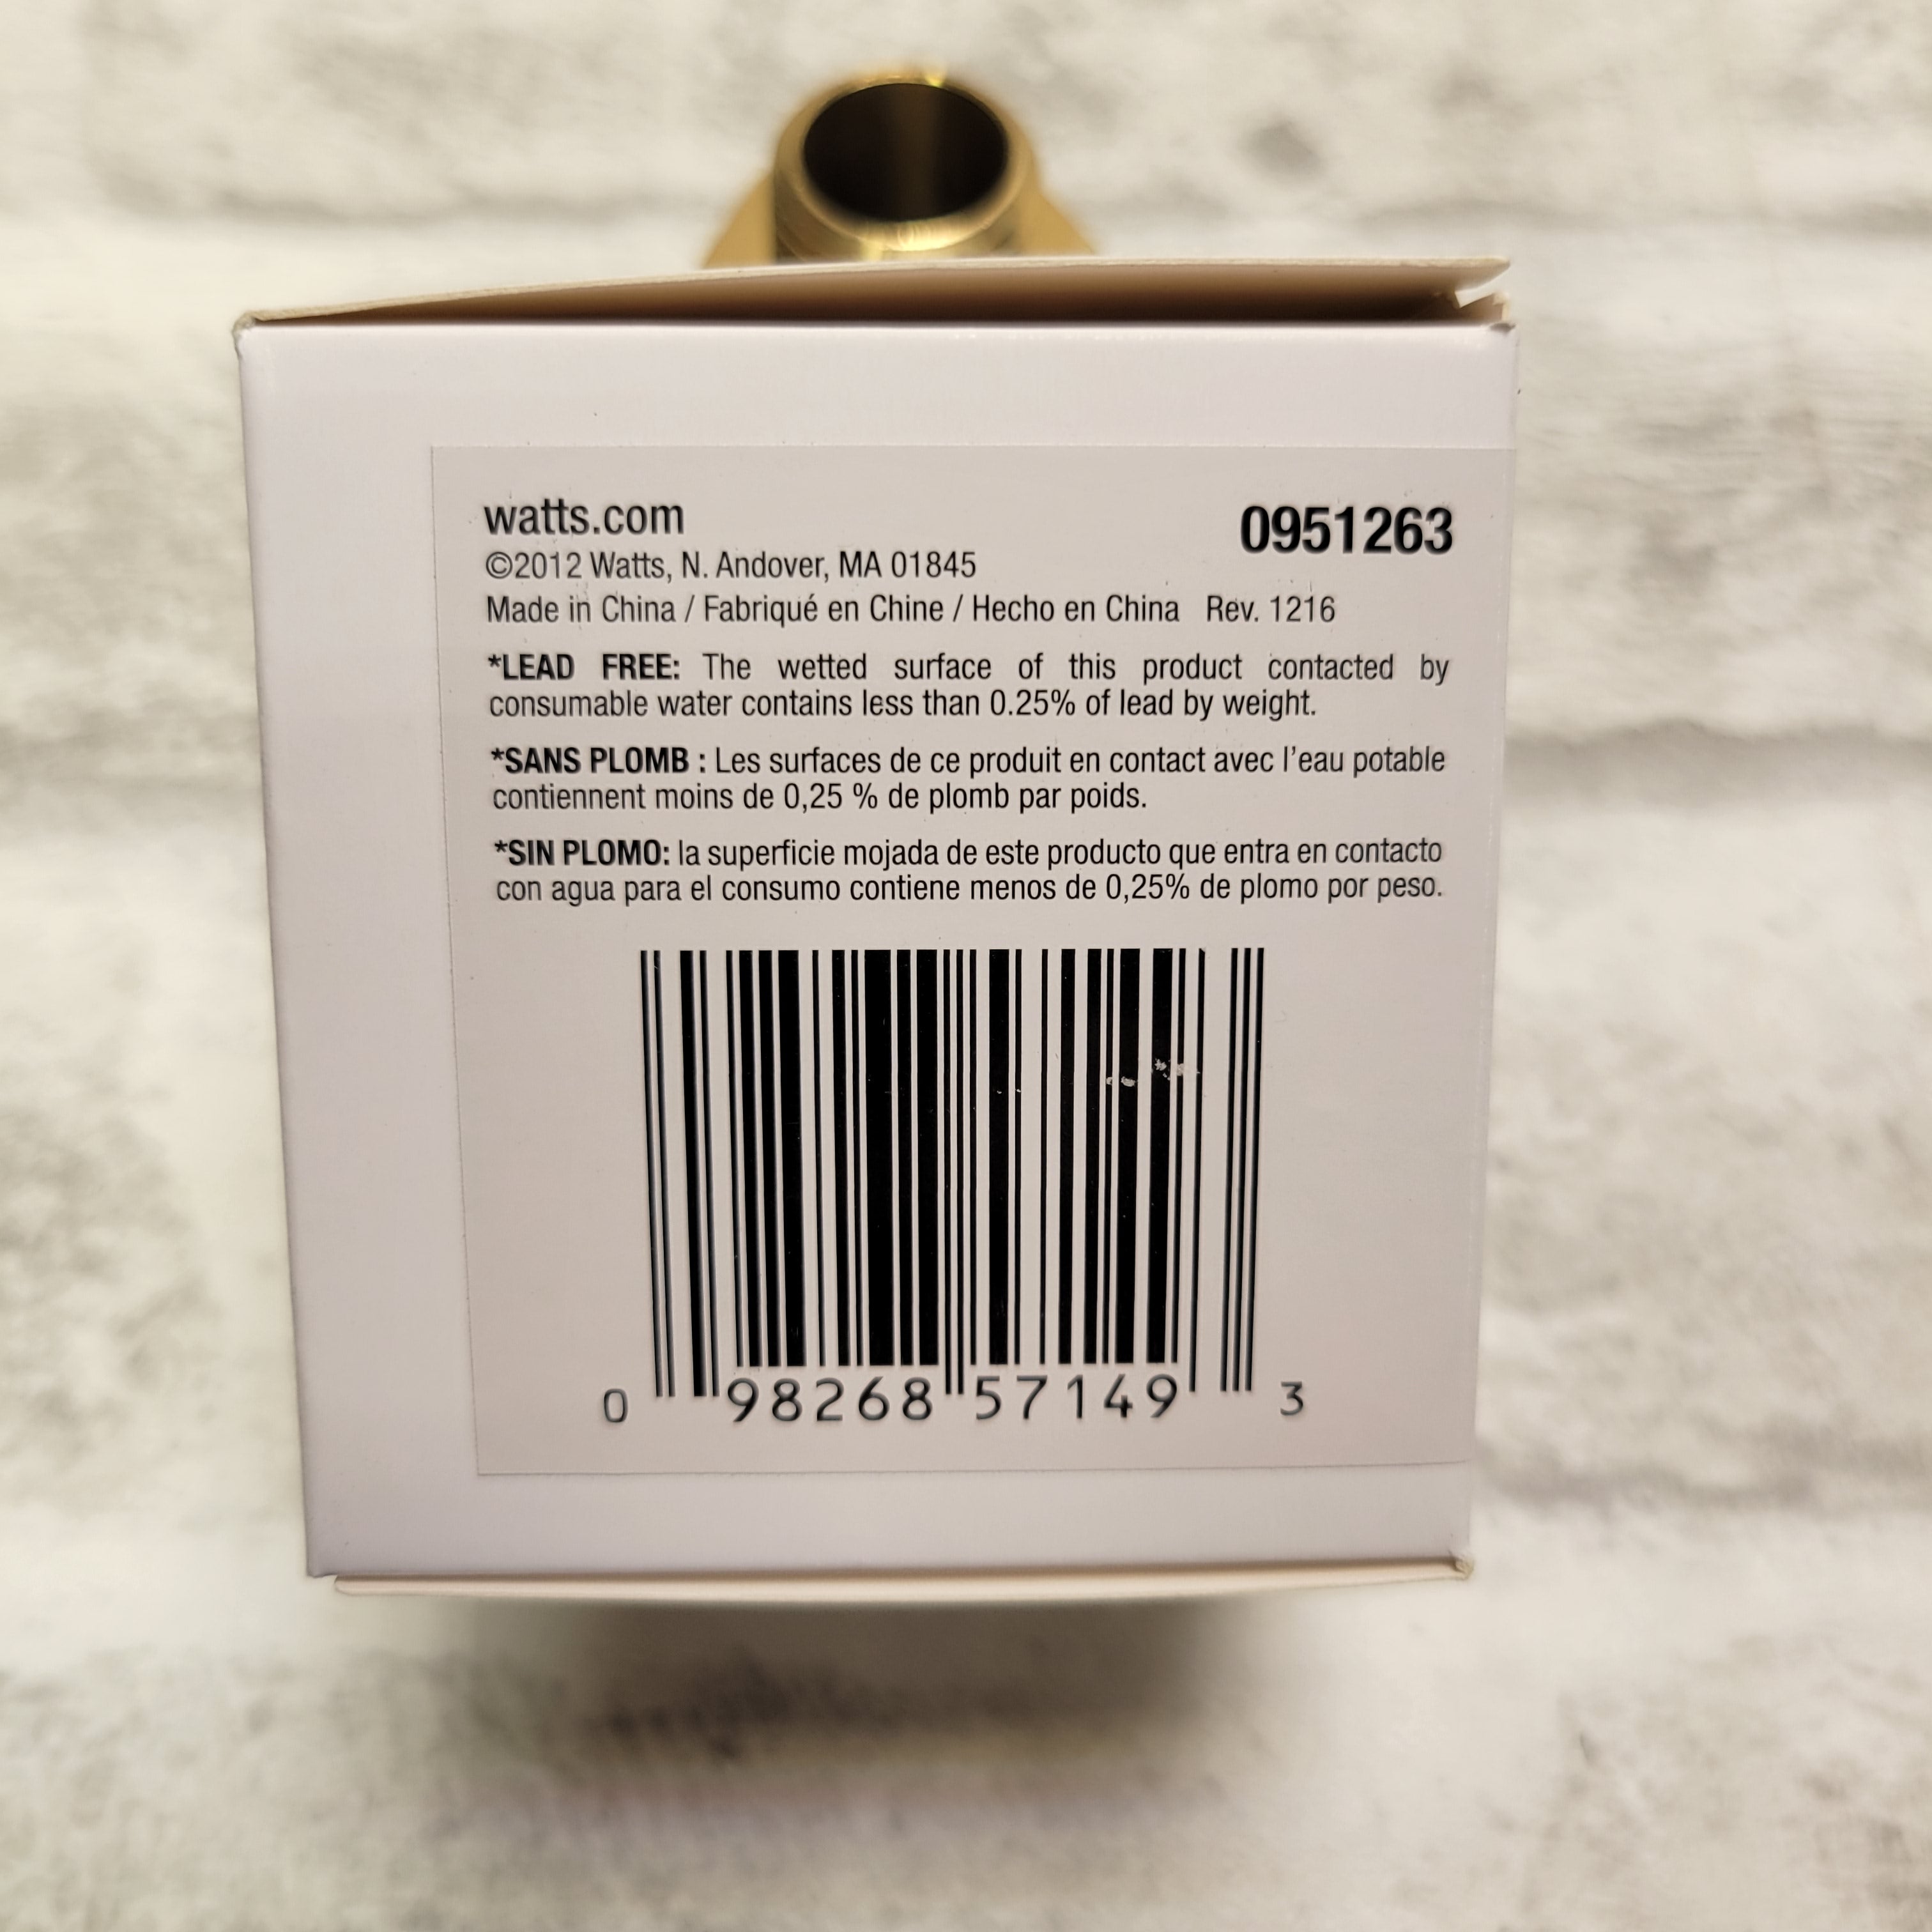 watts.com 0951263
©2012 Watts, N. Andover, MA 01845
Made in China / Fabriqué en Chine / Hecho en China Rev. 1216
*LEAD FREE: The wetted surface of this product contacted by
consumable water contains less than 0.25% of lead by weight.
*SANS PLOMB : Les surfaces de ce produit en contact avec l'eau potable
contiennent moins de 0,25 % de plomb par poids.
*SIN PLOMO: la superficie mojada de este producto que entra en contacto
con agua para el consumo contiene menos de 0,25% de plomo por peso.
0 98268 57149 3